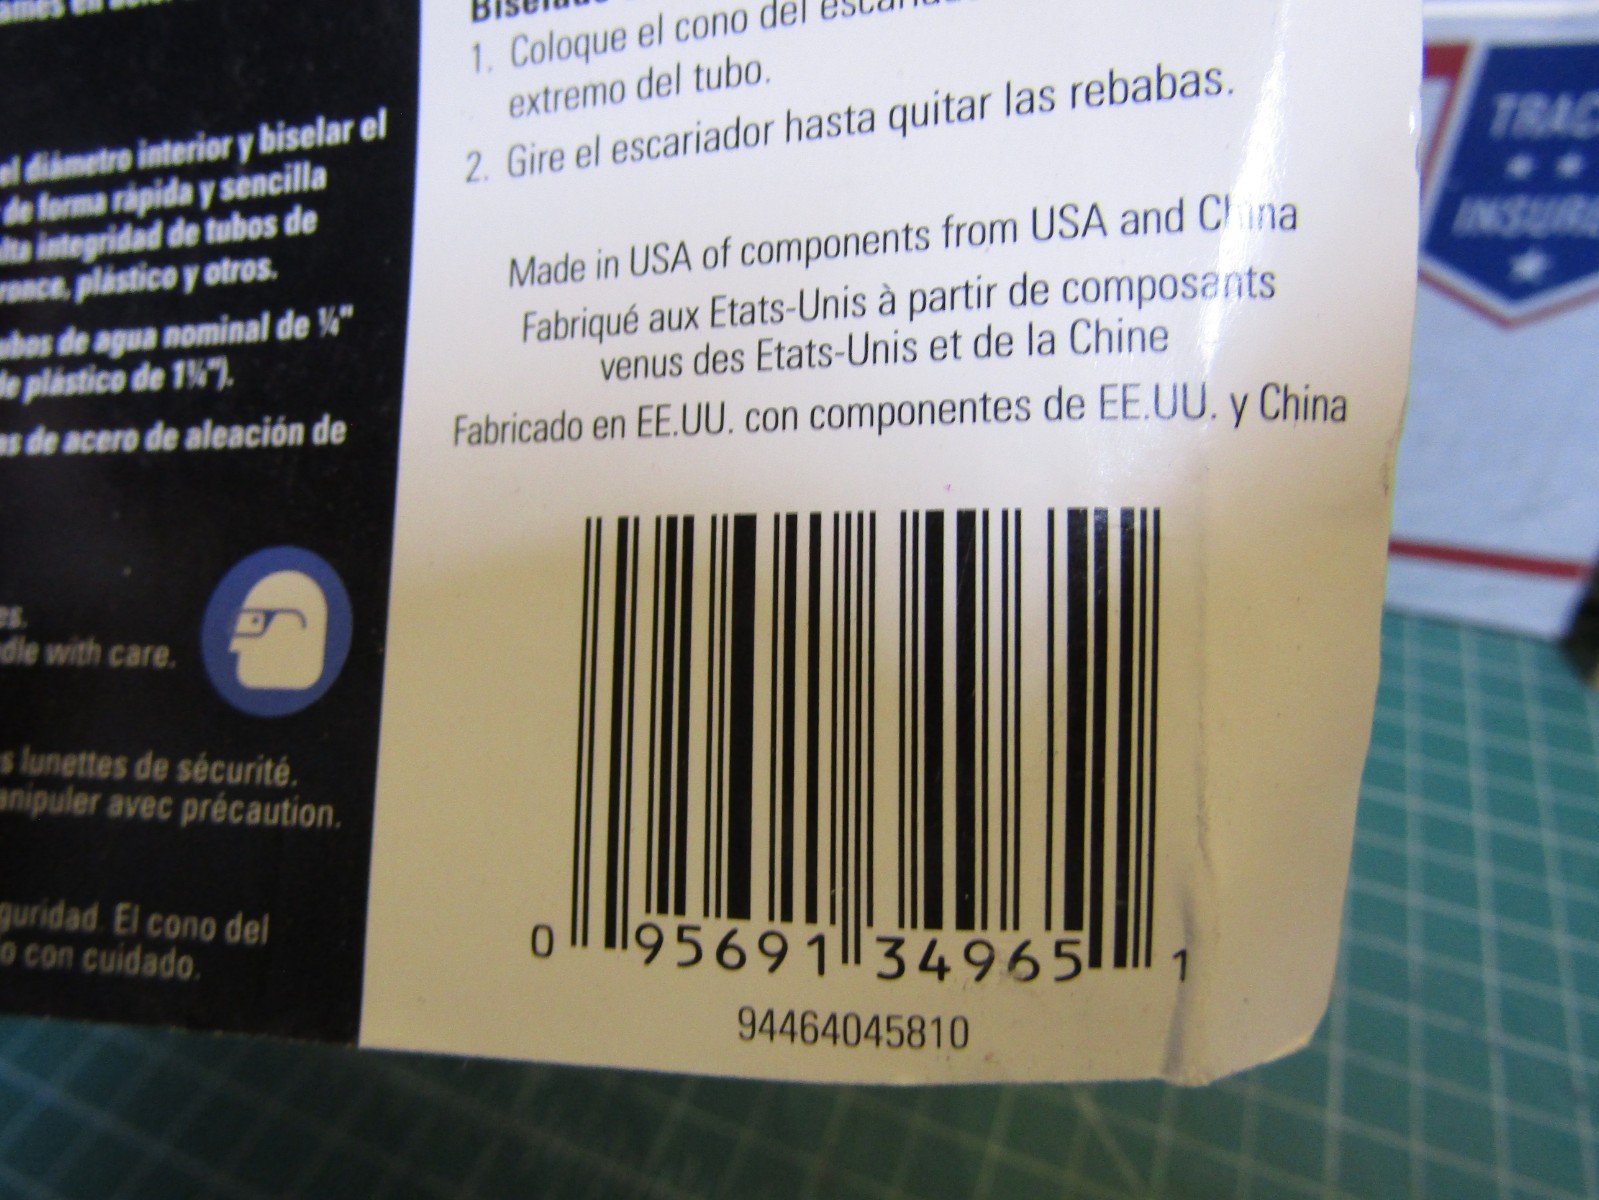 1. Coloque el cono del
extremo del tubo.
2. Gire el escariador hasta quitar las rebabas.
Made in USA of components from USA and China
Fabriqué aux Etats-Unis à partir de composants
venus des Etats-Unis et de la Chine
Fabricado en EE.UU. con componentes de EE.UU. y China
0 95691 34965 1
94464045810
el diámetro interior y biselar el
de forma rápida y sencilla
integridad de tubos de
plástico y otros.
de agua nominal de ¼"
plástico de 1¾").
de acero de aleación de
with care.
lunettes de sécurité.
avec précaution.
El cono del
con cuidado.
TRAC
INSURE